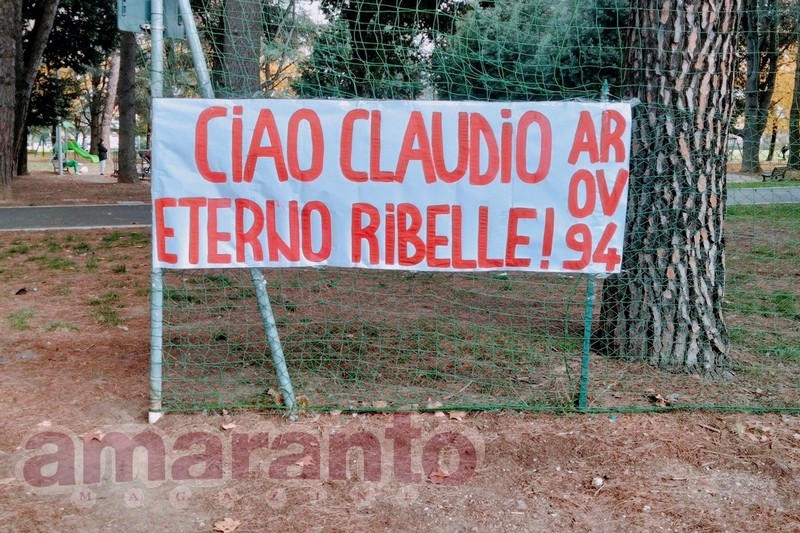 CiAO CLAUDiO
ETERNO RiBELLE!
AR
OV
94
amaranto
MAGAZINE